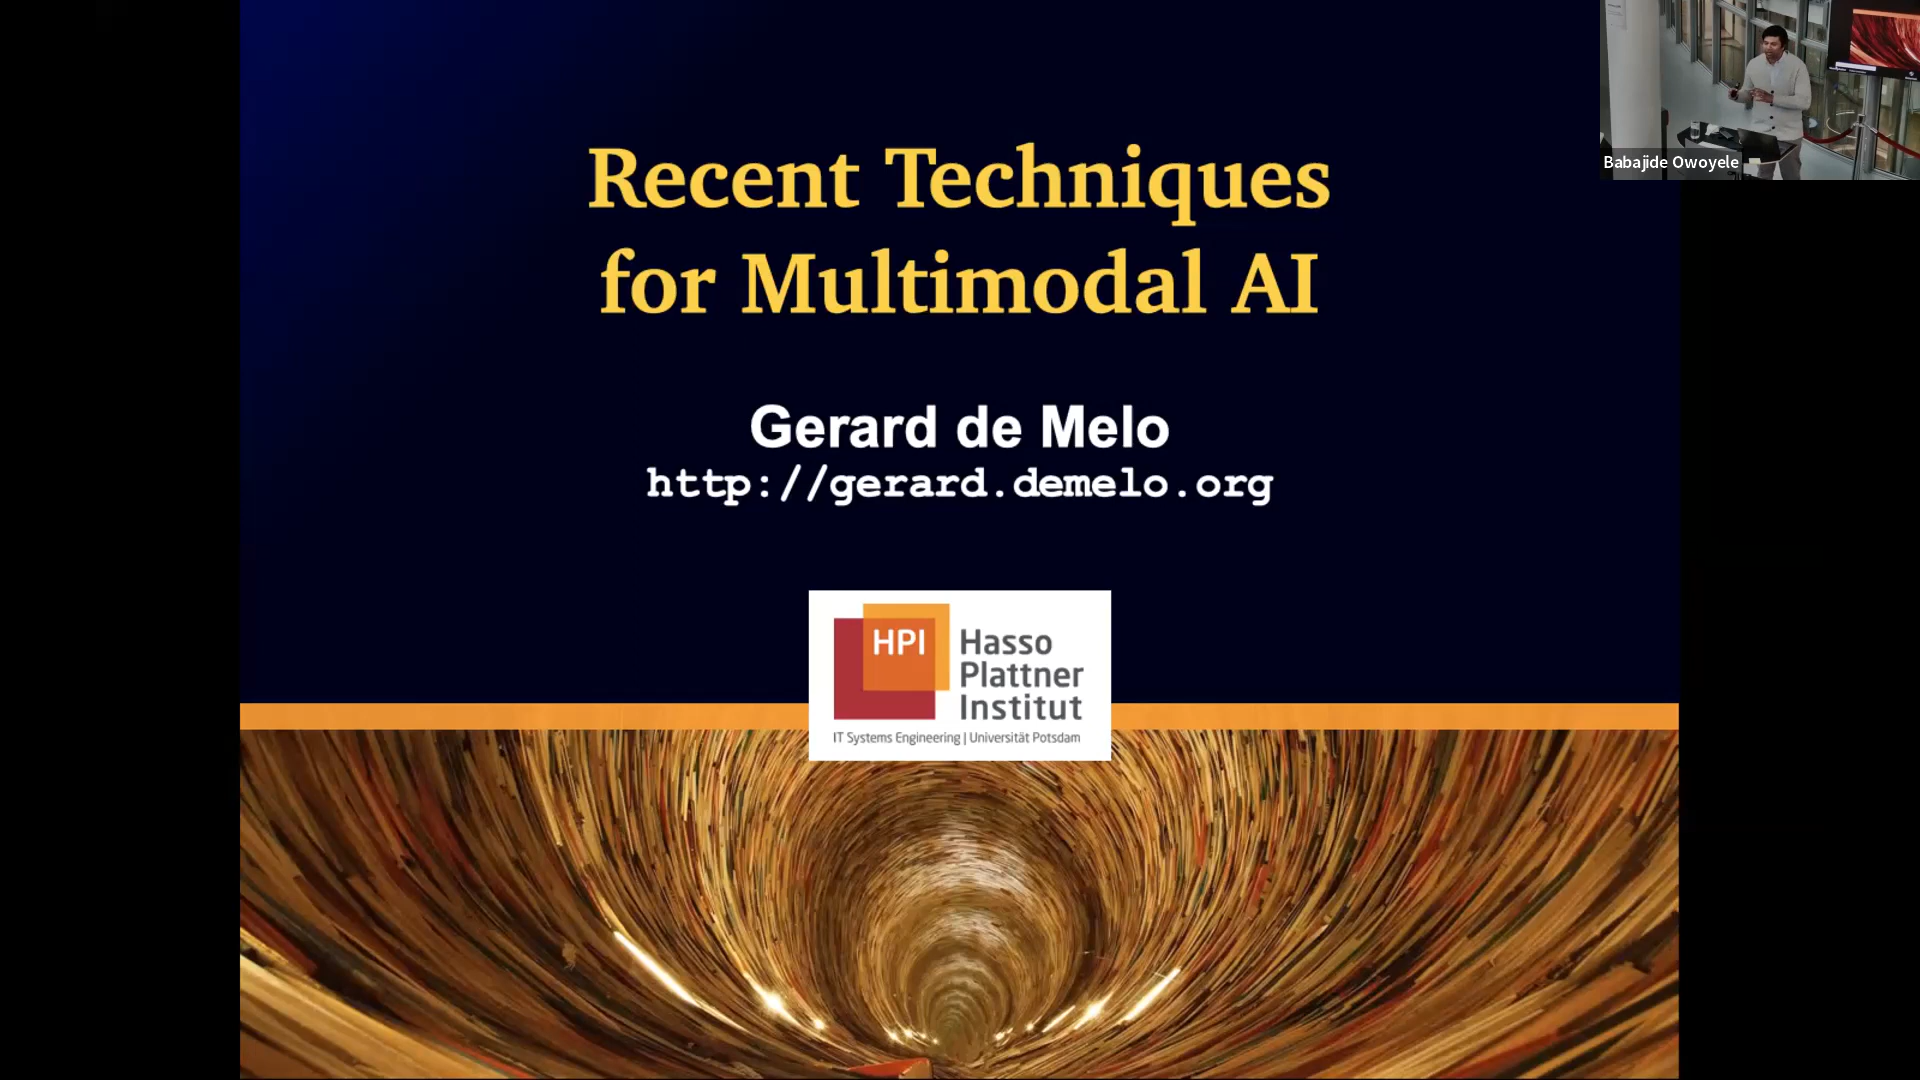 Recent Techniques
for Multimodal AI
Gerard de Melo
http://gerard.demelo.org
HPI
Hasso
Plattner
Institut
IT Systems Engineering | Universität Potsdam
Babajide Owoyele